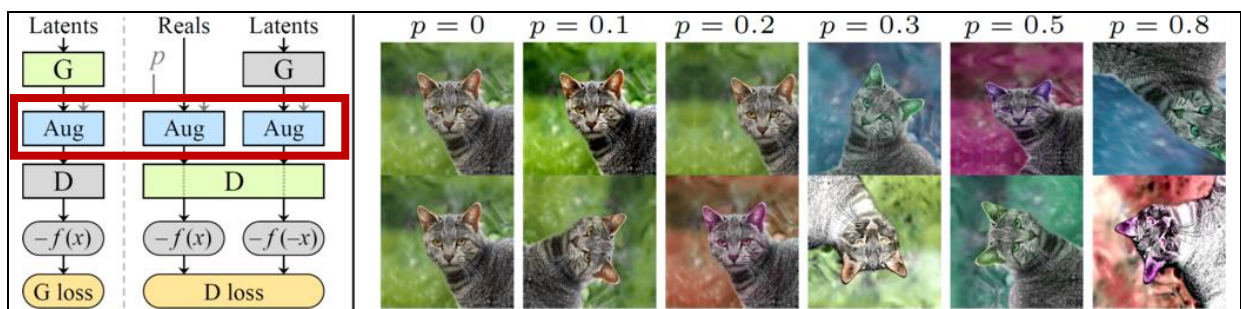 Latents Reals Latents
G p G
Aug Aug Aug
D D
−f(x) −f(x) −f(−x)
G loss D loss
p = 0 p = 0.1 p = 0.2 p = 0.3 p = 0.5 p = 0.8